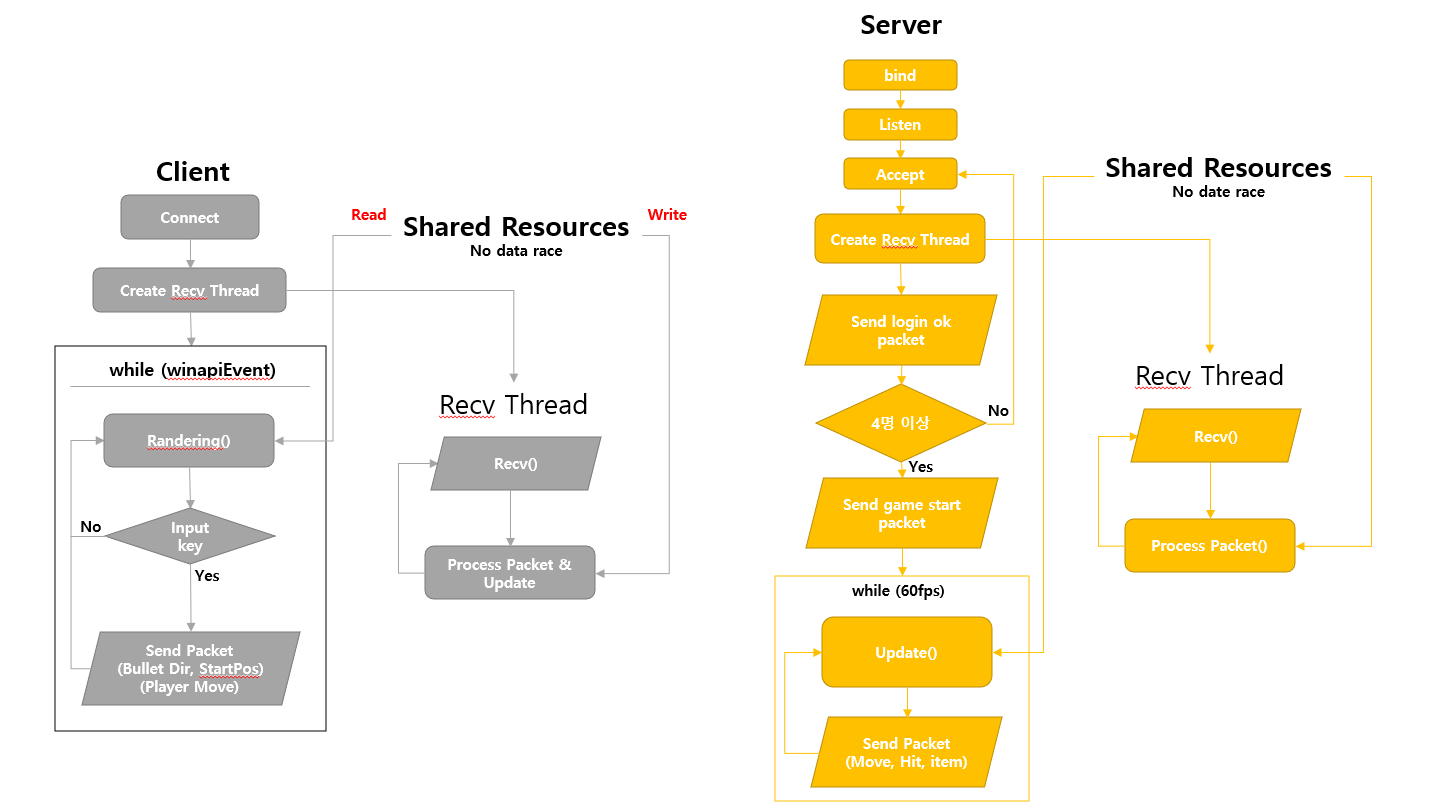 Client
Connect
Create Recv Thread
while (winapiEvent)
Randering()
Input
key
No
Yes
Send Packet
(Bullet Dir, StartPos)
(Player Move)
Read
Shared Resources
No data race
Write
Recv Thread
Recv()
Process Packet &
Update
Server
bind
Listen
Accept
Create Recv Thread
Send login ok
packet
4명 이상
No
Yes
Send game start
packet
while (60fps)
Update()
Send Packet
(Move, Hit, item)
Shared Resources
No date race
Recv Thread
Recv()
Process Packet()